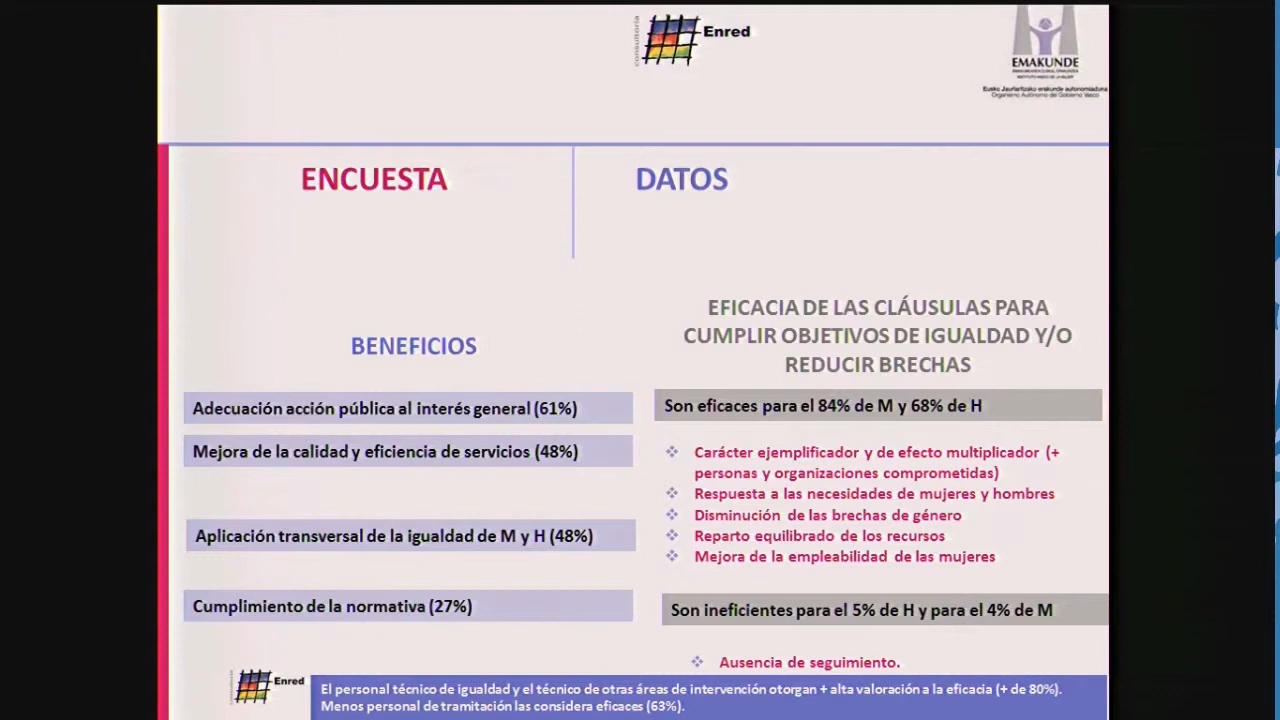 consultoría
Enred
EMAKUNDE
Eusko Jaurlaritzako erakunde autonomiaduna
Organismo Autónomo del Gobierno Vasco
ENCUESTA
DATOS
BENEFICIOS
Adecuación acción pública al interés general (61%)
Mejora de la calidad y eficiencia de servicios (48%)
Aplicación transversal de la igualdad de M y H (48%)
Cumplimiento de la normativa (27%)
EFICACIA DE LAS CLÁUSULAS PARA
CUMPLIR OBJETIVOS DE IGUALDAD Y/O
REDUCIR BRECHAS
Son eficaces para el 84% de M y 68% de H
Carácter ejemplificador y de efecto multiplicador (+
personas y organizaciones comprometidas)
Respuesta a las necesidades de mujeres y hombres
Disminución de las brechas de género
Reparto equilibrado de los recursos
Mejora de la empleabilidad de las mujeres
Son ineficientes para el 5% de H y para el 4% de M
Ausencia de seguimiento.
Enred
El personal técnico de igualdad y el técnico de otras áreas de intervención otorgan + alta valoración a la eficacia (+ de 80%).
Menos personal de tramitación las considera eficaces (63%).